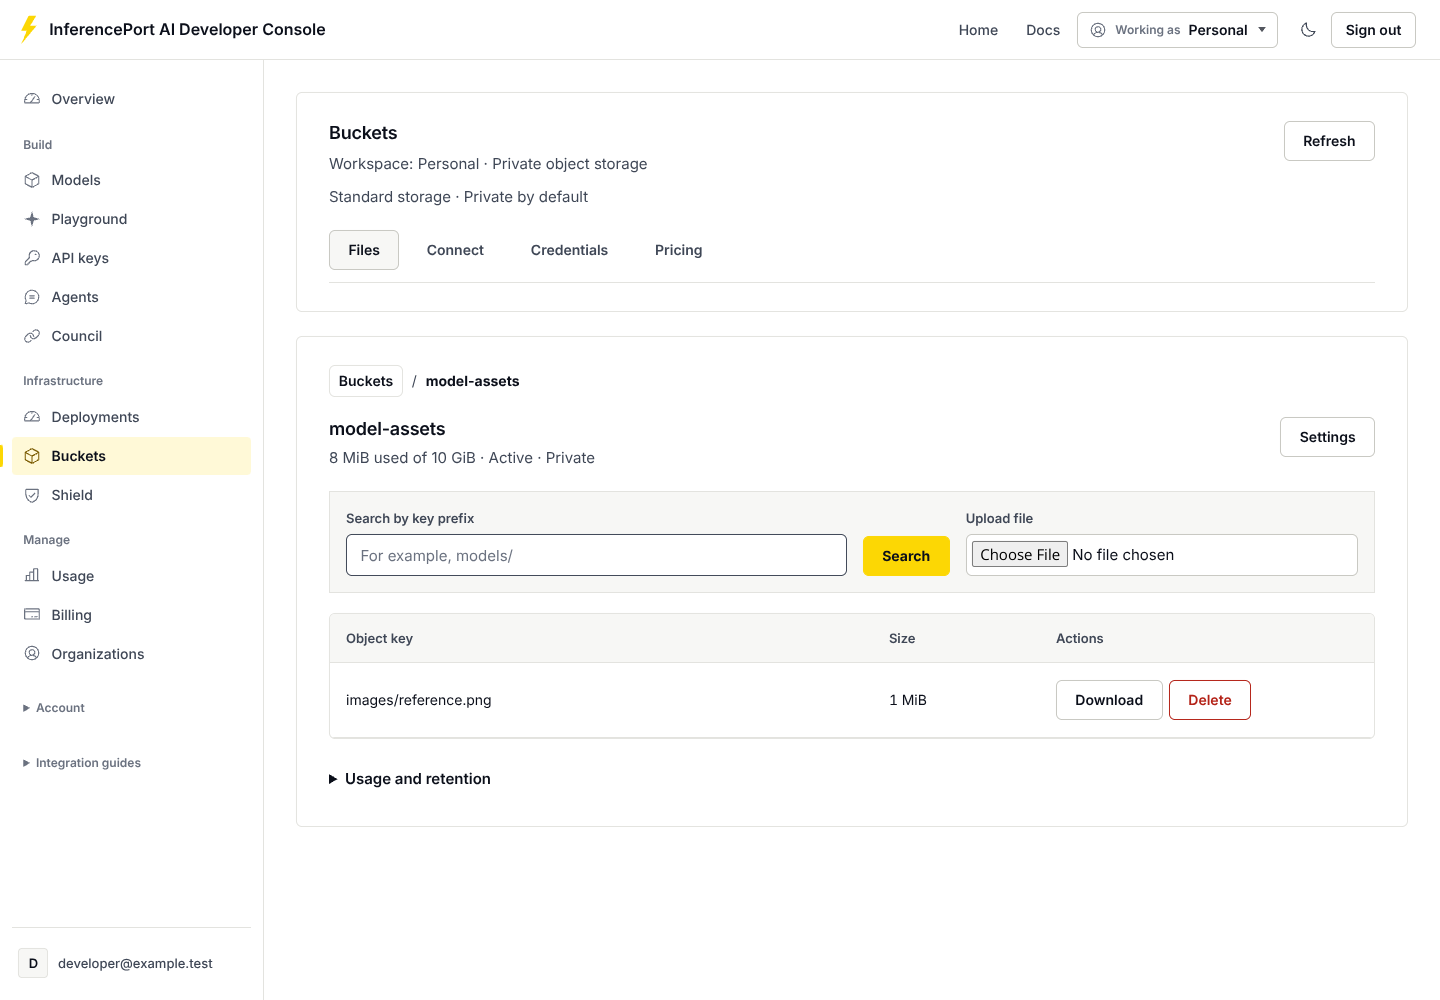 InferencePort AI Developer Console
Home
Docs
Working as Personal
Sign out
Overview
Build
Models
Playground
API keys
Agents
Council
Infrastructure
Deployments
Buckets
Shield
Manage
Usage
Billing
Organizations
Account
Integration guides
D
developer@example.test
Buckets
Refresh
Workspace: Personal · Private object storage
Standard storage · Private by default
Files
Connect
Credentials
Pricing
Buckets / model-assets
model-assets
Settings
8 MiB used of 10 GiB · Active · Private
Search by key prefix
For example, models/
Search
Upload file
Choose File No file chosen
Object key
Size
Actions
images/reference.png
1 MiB
Download
Delete
Usage and retention